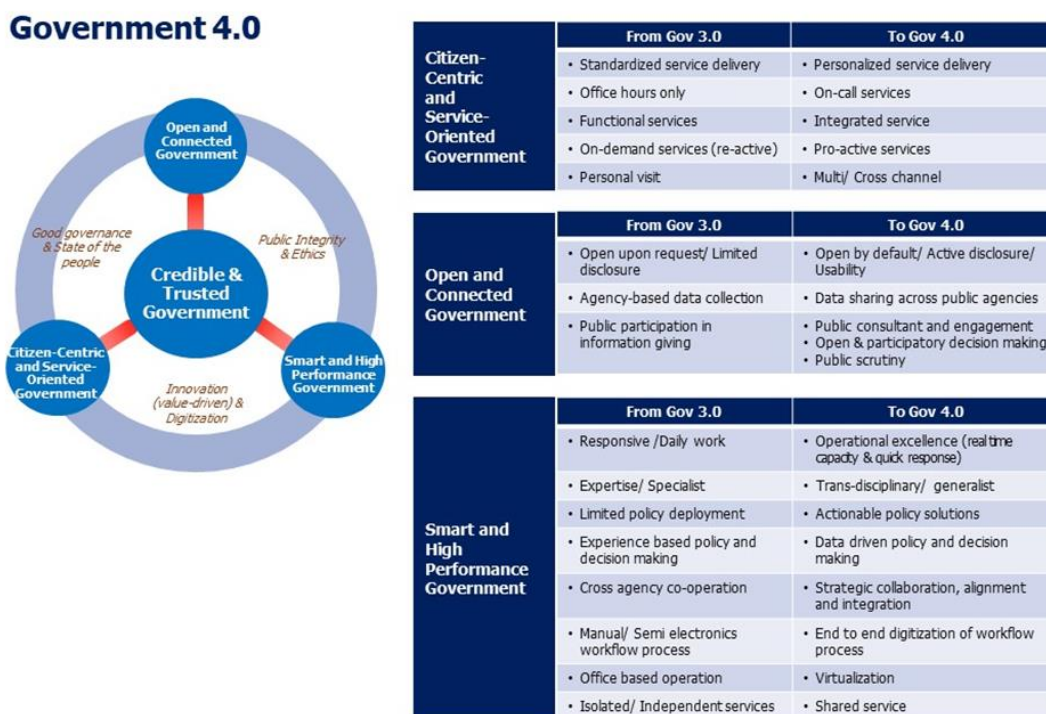 Government 4.0
Open and
Connected
Government
Good governance
& State of the
people
Public Integrity
& Ethics
Credible &
Trusted
Government
Citizen-Centric
and Service-
Oriented
Government
Smart and High
Performance
Government
Innovation
(value-driven) &
Digitization
Citizen-
Centric
and
Service-
Oriented
Government
From Gov 3.0
To Gov 4.0
• Standardized service delivery
• Personalized service delivery
• Office hours only
• On-call services
• Functional services
• Integrated service
• On-demand services (re-active)
• Pro-active services
• Personal visit
• Multi/ Cross channel
Open and
Connected
Government
From Gov 3.0
To Gov 4.0
• Open upon request/ Limited
disclosure
• Open by default/ Active disclosure/
Usability
• Agency-based data collection
• Data sharing across public agencies
• Public participation in
information giving
• Public consultant and engagement
• Open & participatory decision making
• Public scrutiny
Smart and
High
Performance
Government
From Gov 3.0
To Gov 4.0
• Responsive /Daily work
• Operational excellence (real time
capacity & quick response)
• Expertise/ Specialist
• Trans-disciplinary/ generalist
• Limited policy deployment
• Actionable policy solutions
• Experience based policy and
decision making
• Data driven policy and decision
making
• Cross agency co-operation
• Strategic collaboration, alignment
and integration
• Manual/ Semi electronics
workflow process
• End to end digitization of workflow
process
• Office based operation
• Virtualization
• Isolated/ Independent services
• Shared service